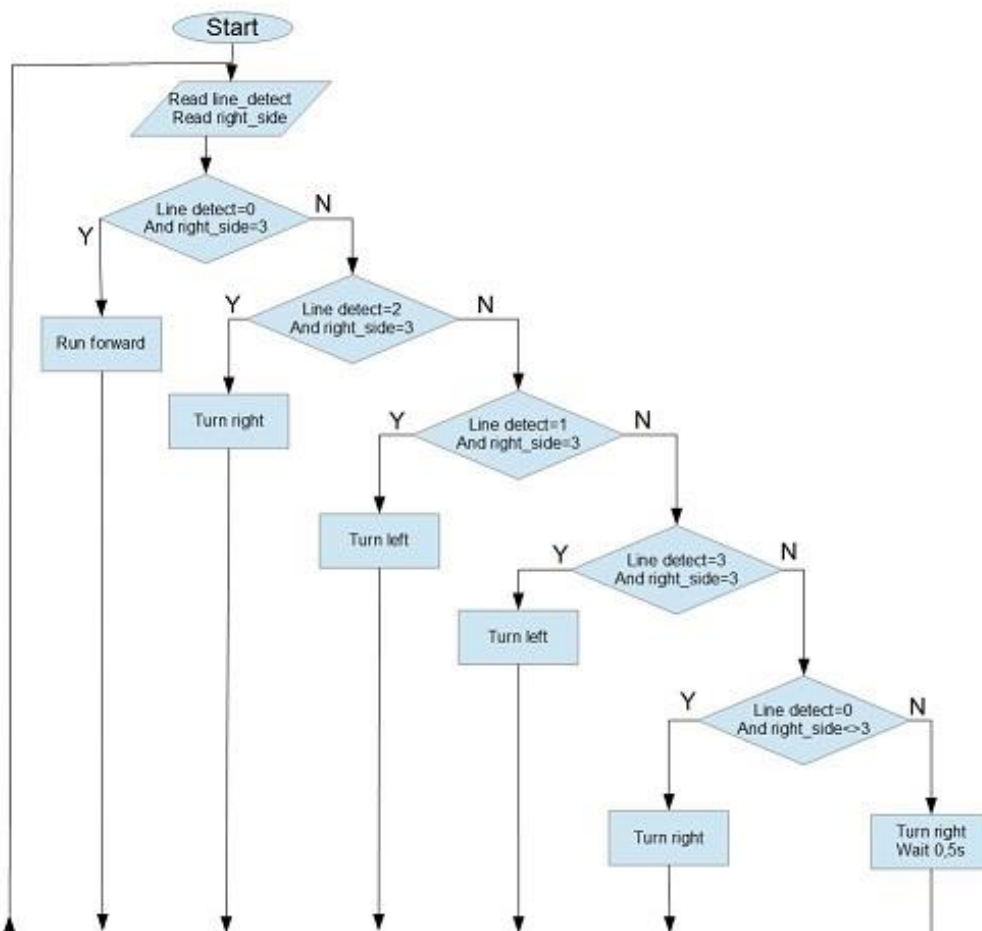 Start
Read line_detect
Read right_side
Line detect=0
And right_side=3
Y
N
Run forward
Line detect=2
And right_side=3
Y
N
Turn right
Line detect=1
And right_side=3
Y
N
Turn left
Line detect=3
And right_side=3
Y
N
Turn left
Line detect=0
And right_side<>3
Y
N
Turn right
Turn right
Wait 0,5s